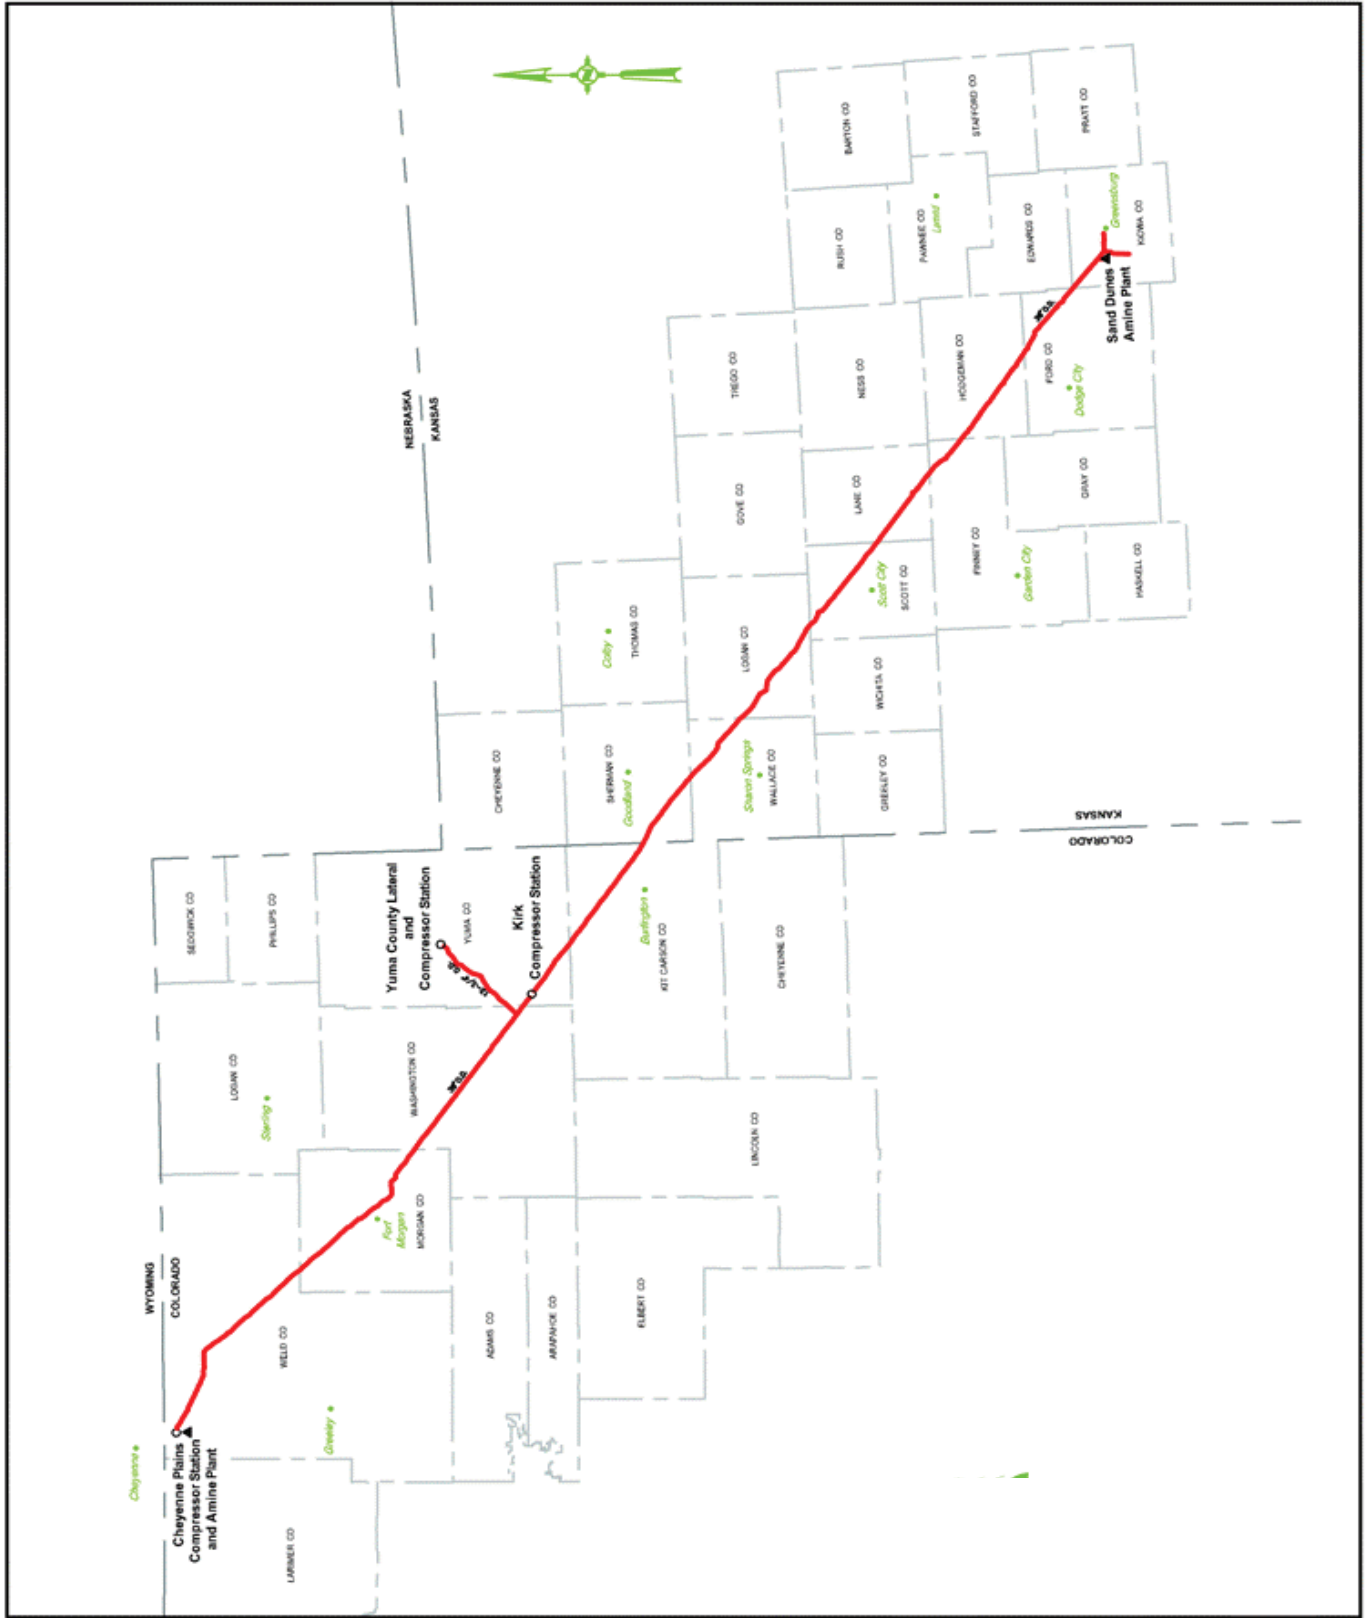 Cheyenne
WYOMING
COLORADO
NEBRASKA
KANSAS
COLORADO
KANSAS
Cheyenne Plains
Compressor Station
and Amine Plant
LARIMER CO
WELD CO
Greeley
LOGAN CO
Sterling
SEDGWICK CO
PHILLIPS CO
Fort
Morgan
MORGAN CO
WASHINGTON CO
YUMA CO
Yuma County Lateral
and
Compressor Station
Kirk
Compressor Station
ADAMS CO
ARAPAHOE CO
ELBERT CO
LINCOLN CO
KIT CARSON CO
Burlington
CHEYENNE CO
CHEYENNE CO
SHERMAN CO
Goodland
THOMAS CO
Colby
Sharon Springs
WALLACE CO
LOGAN CO
GOVE CO
TREGO CO
GREELEY CO
WICHITA CO
Scott City
SCOTT CO
LANE CO
NESS CO
RUSH CO
BARTON CO
FINNEY CO
Garden City
HODGEMAN CO
PAWNEE CO
Larned
STAFFORD CO
HASKELL CO
GRAY CO
FORD CO
Dodge City
EDWARDS CO
PRATT CO
KIOWA CO
Greensburg
Sand Dunes
Amine Plant
N